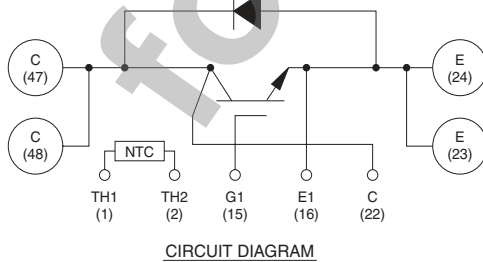 C
(47)
E
(24)
C
(48)
E
(23)
NTC
TH1
(1)
TH2
(2)
G1
(15)
E1
(16)
C
(22)
CIRCUIT DIAGRAM